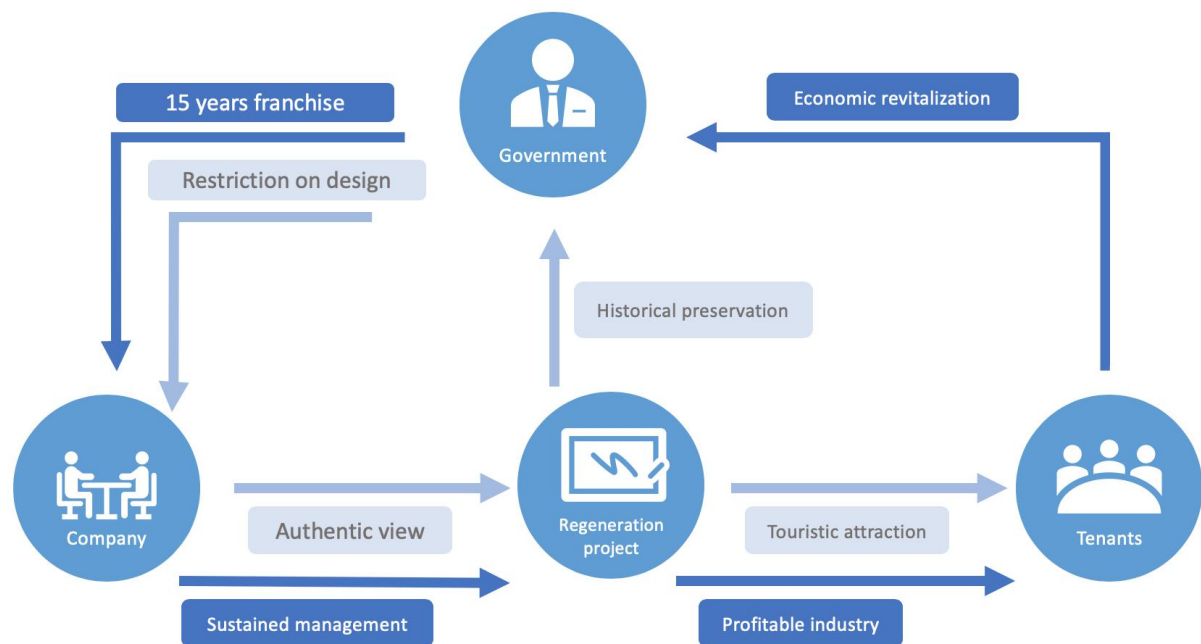 15 years franchise
Economic revitalization
Government
Restriction on design
Historical preservation
Company
Authentic view
Regeneration
project
Touristic attraction
Tenants
Sustained management
Profitable industry